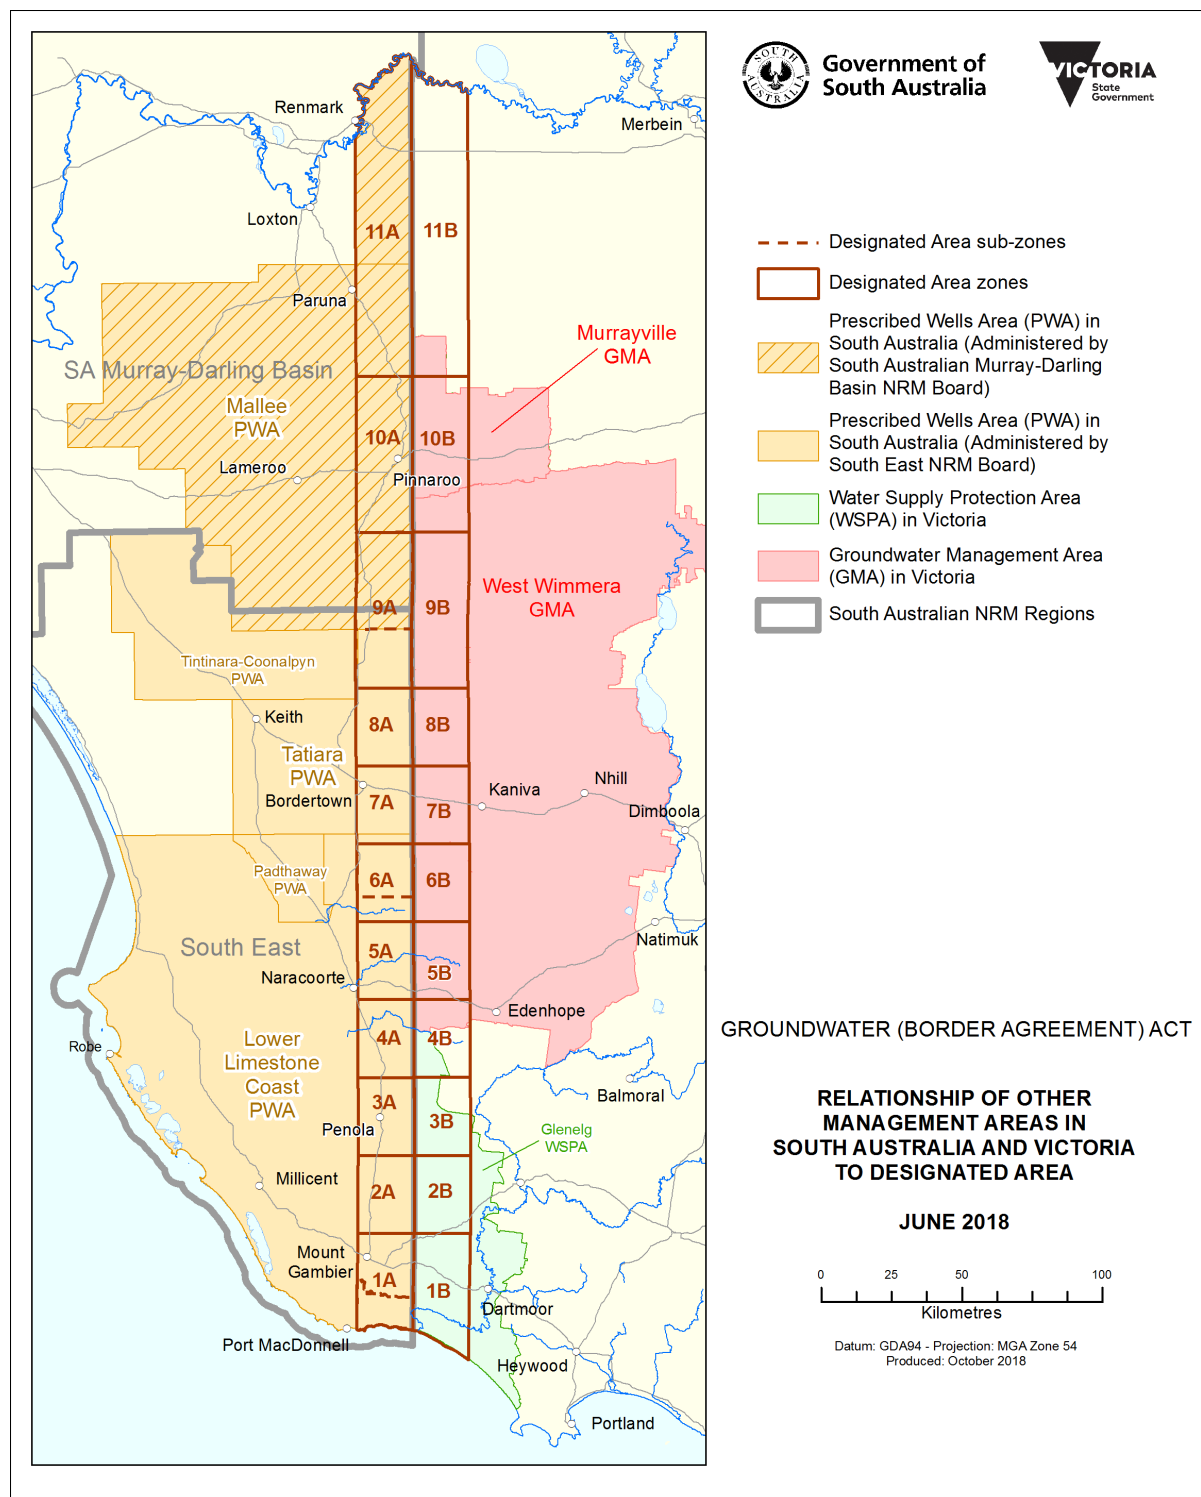 SOUTH
AUSTRALIA
Government of
South Australia
VICTORIA
State
Government
Renmark
Merbein
Loxton
11A
11B
Paruna
Murrayville
GMA
SA Murray-Darling Basin
Mallee
PWA
10A
10B
Lameroo
Pinnaroo
West Wimmera
GMA
9A
9B
Tintinara-Coonalpyn
PWA
Keith
8A
8B
Tatiara
PWA
Bordertown
7A
7B
Kaniva
Nhill
Dimboola
Padthaway
PWA
6A
6B
South East
5A
5B
Natimuk
Naracoorte
Edenhope
Robe
Lower
Limestone
Coast
PWA
4A
4B
Balmoral
3A
3B
Penola
Glenelg
WSPA
Millicent
2A
2B
Mount
Gambier
1A
1B
Dartmoor
Port MacDonnell
Heywood
Portland
Designated Area sub-zones
Designated Area zones
Prescribed Wells Area (PWA) in
South Australia (Administered by
South Australian Murray-Darling
Basin NRM Board)
Prescribed Wells Area (PWA) in
South Australia (Administered by
South East NRM Board)
Water Supply Protection Area
(WSPA) in Victoria
Groundwater Management Area
(GMA) in Victoria
South Australian NRM Regions
GROUNDWATER (BORDER AGREEMENT) ACT
RELATIONSHIP OF OTHER
MANAGEMENT AREAS IN
SOUTH AUSTRALIA AND VICTORIA
TO DESIGNATED AREA
JUNE 2018
0 25 50 100
Kilometres
Datum: GDA94 - Projection: MGA Zone 54
Produced: October 2018